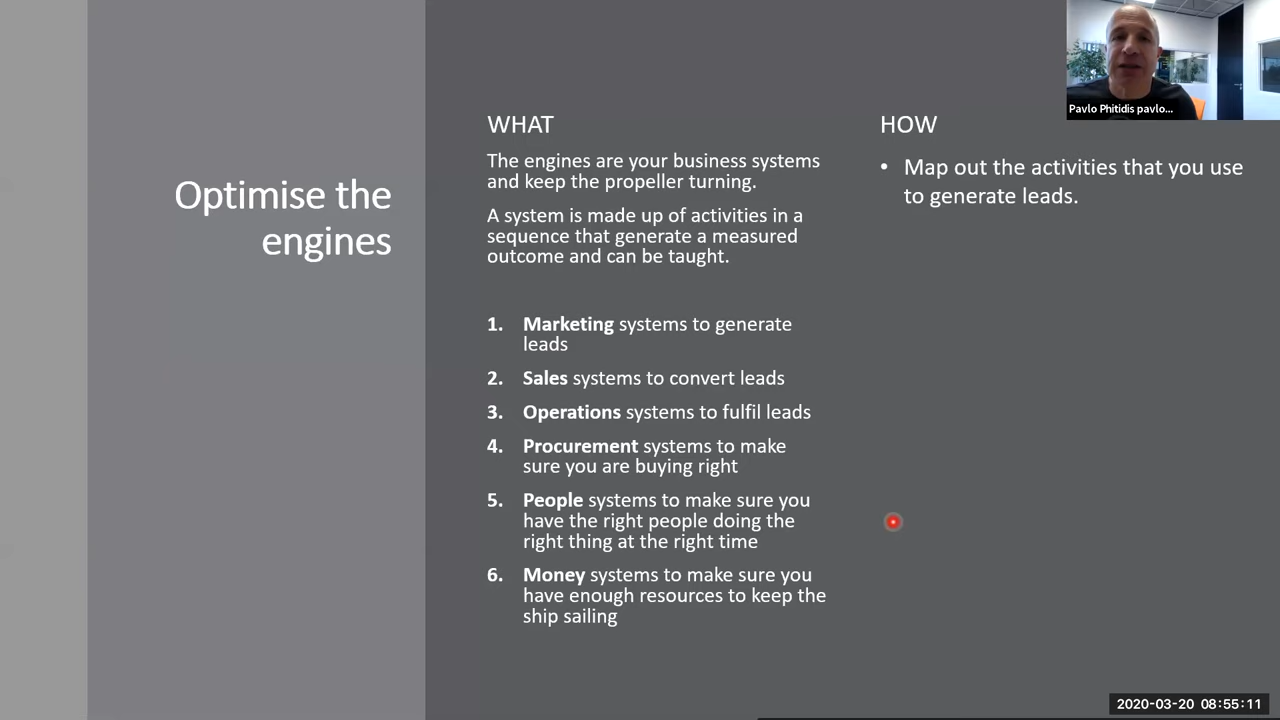 Optimise the
engines
WHAT
The engines are your business systems
and keep the propeller turning.
A system is made up of activities in a
sequence that generate a measured
outcome and can be taught.
1. Marketing systems to generate
leads
2. Sales systems to convert leads
3. Operations systems to fulfil leads
4. Procurement systems to make
sure you are buying right
5. People systems to make sure you
have the right people doing the
right thing at the right time
6. Money systems to make sure you
have enough resources to keep the
ship sailing
HOW
• Map out the activities that you use
to generate leads.
Pavlo Phitidis pavlo...
2020-03-20 08:55:11